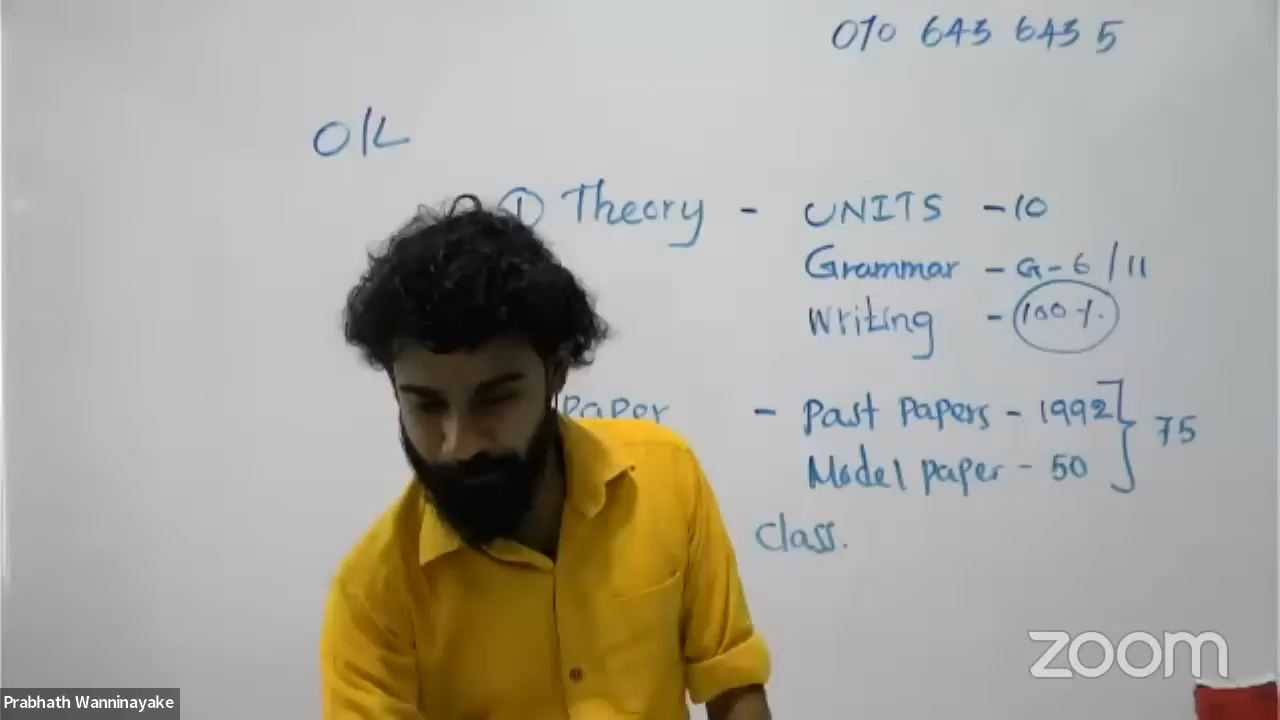 070 643 643 5
O/L
① Theory - UNITS - 10
Grammar - G-6 / 11
Writing - 100%
Paper - Past Papers - 1992
Model paper - 50
75
Class.
zoom
Prabhath Wanninayake